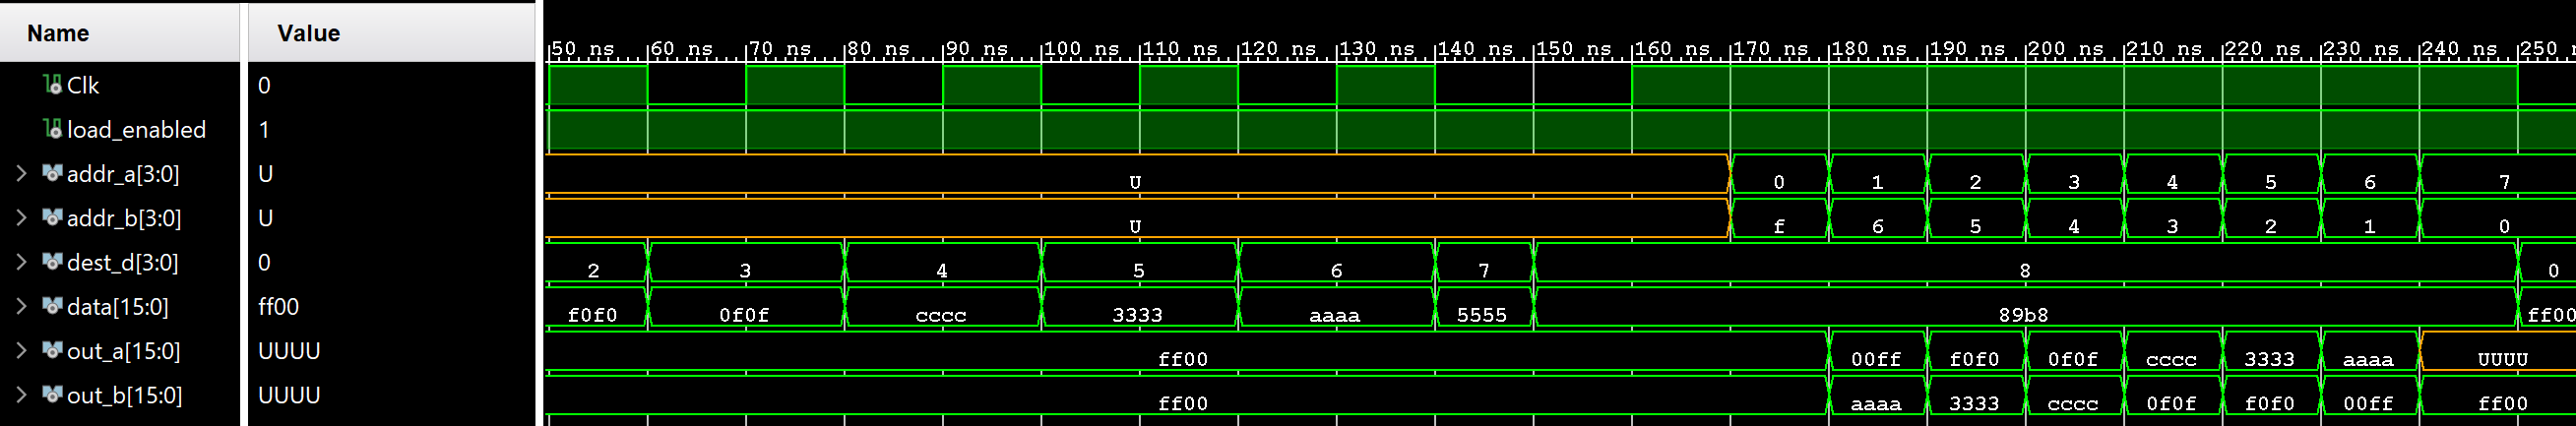 Name Value 50 ns 60 ns 70 ns 80 ns 90 ns 100 ns 110 ns 120 ns 130 ns 140 ns 150 ns 160 ns 170 ns 180 ns 190 ns 200 ns 210 ns 220 ns 230 ns 240 ns 250 n
Clk 0
load_enabled 1
addr_a[3:0] U U 0 1 2 3 4 5 6 7
addr_b[3:0] U U f 6 5 4 3 2 1 0
dest_d[3:0] 0 2 3 4 5 6 7 8 0
data[15:0] ff00 f0f0 0f0f cccc 3333 aaaa 5555 89b8 ff00
out_a[15:0] UUUU ff00 00ff f0f0 0f0f cccc 3333 aaaa UUUU
out_b[15:0] UUUU ff00 aaaa 3333 cccc 0f0f f0f0 00ff ff00